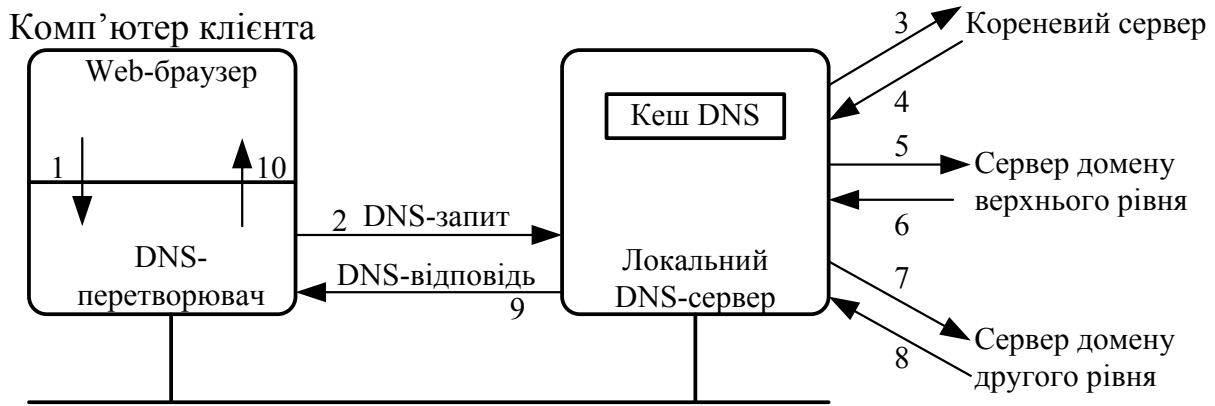 Комп’ютер клієнта
Web-браузер
1
10
DNS-
перетворювач
2 DNS-запит
DNS-відповідь
9
Кеш DNS
Локальний
DNS-сервер
3
Кореневий сервер
4
5
Сервер домену
верхнього рівня
6
7
Сервер домену
другого рівня
8